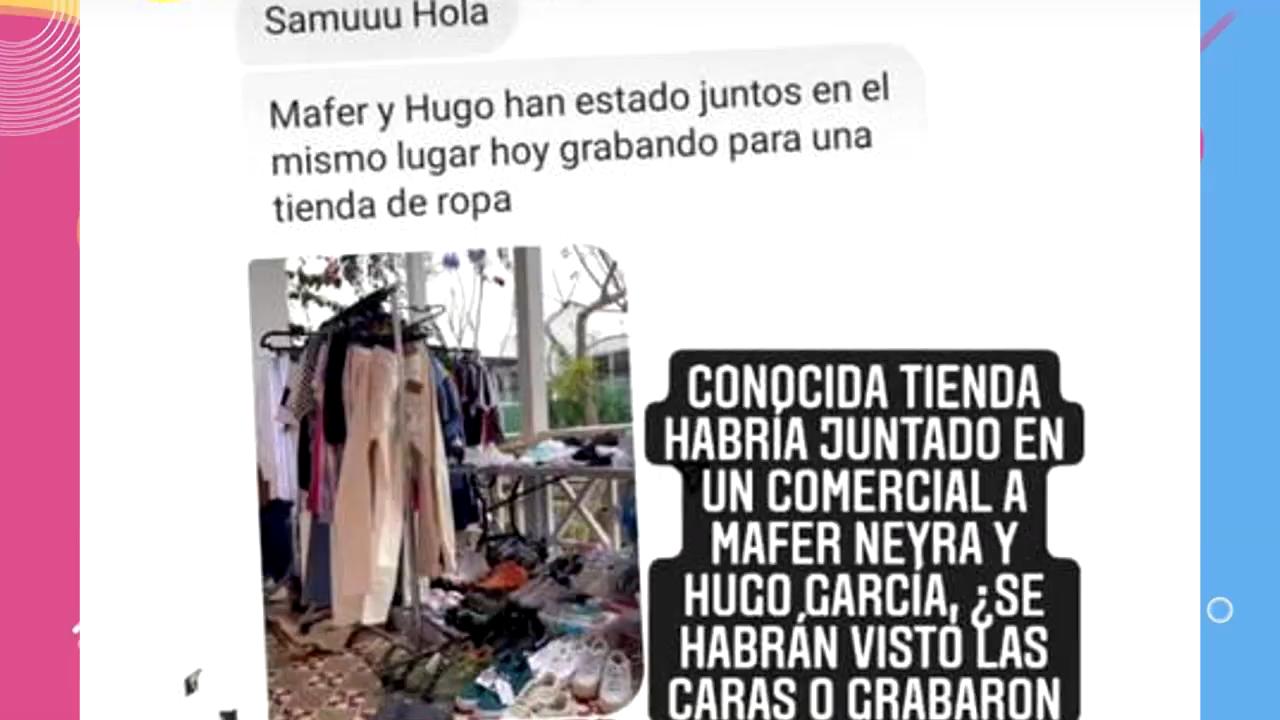 Samuuu Hola
Mafer y Hugo han estado juntos en el
mismo lugar hoy grabando para una
tienda de ropa
CONOCIDA TIENDA
HABRÍA JUNTADO EN
UN COMERCIAL A
MAFER NEYRA Y
HUGO GARCÍA, ¿SE
HABRÁN VISTO LAS
CARAS O GRABARON